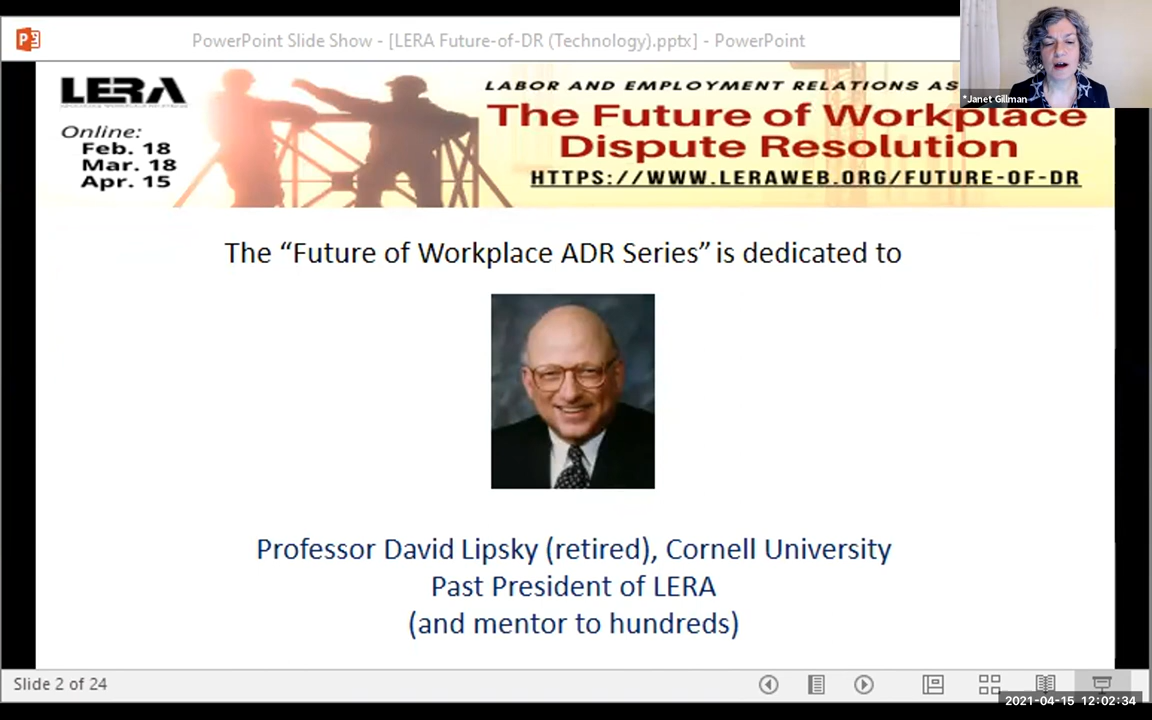 PowerPoint Slide Show - [LERA Future-of-DR (Technology).pptx] - PowerPoint
*Janet Gillman
LERA
Online:
Feb. 18
Mar. 18
Apr. 15
LABOR AND EMPLOYMENT RELATIONS AS
The Future of Workplace
Dispute Resolution
HTTPS://WWW.LERAWEB.ORG/FUTURE-OF-DR
The “Future of Workplace ADR Series” is dedicated to
Professor David Lipsky (retired), Cornell University
Past President of LERA
(and mentor to hundreds)
Slide 2 of 24
2021-04-15 12:02:34